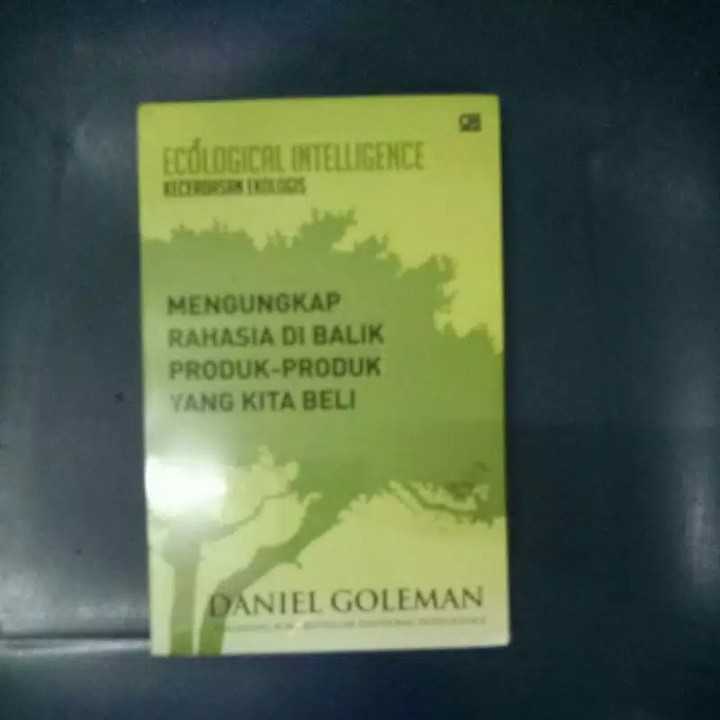 ECOLOGICAL INTELLIGENCE
KECERDASAN EKOLOGIS
MENGUNGKAP
RAHASIA DI BALIK
PRODUK-PRODUK
YANG KITA BELI
DANIEL GOLEMAN